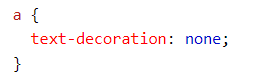 a {
  text-decoration: none;
}